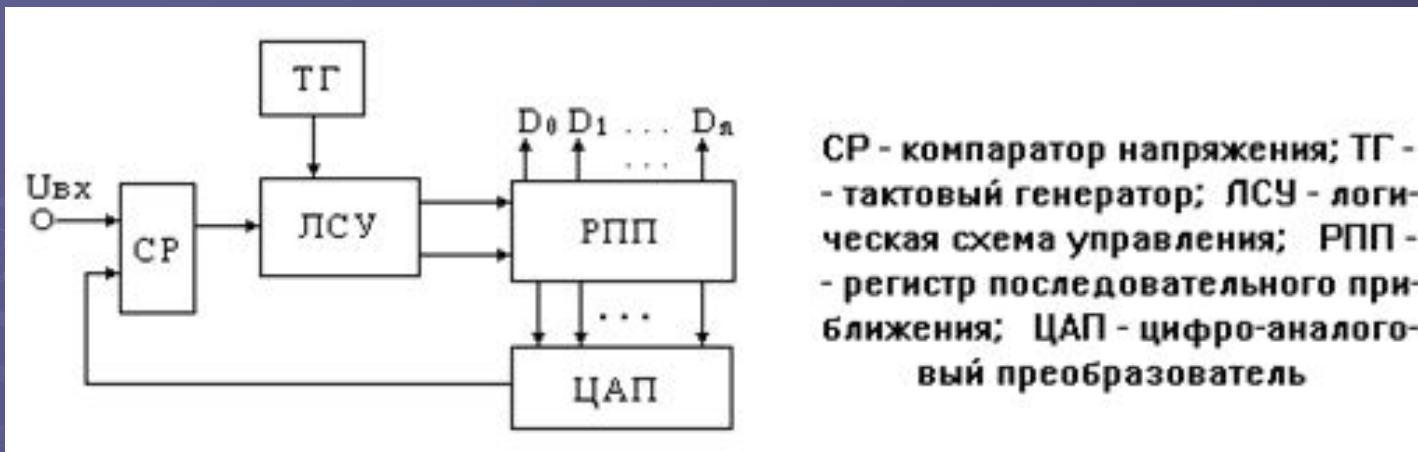 ТГ
D0 D1 ... Dn
...
Uвх
СР
ЛСУ
РПП
...
ЦАП
СР - компаратор напряжения; ТГ -
- тактовый генератор; ЛСУ - логи-
ческая схема управления; РПП -
- регистр последовательного при-
ближения; ЦАП - цифро-аналого-
вый преобразователь